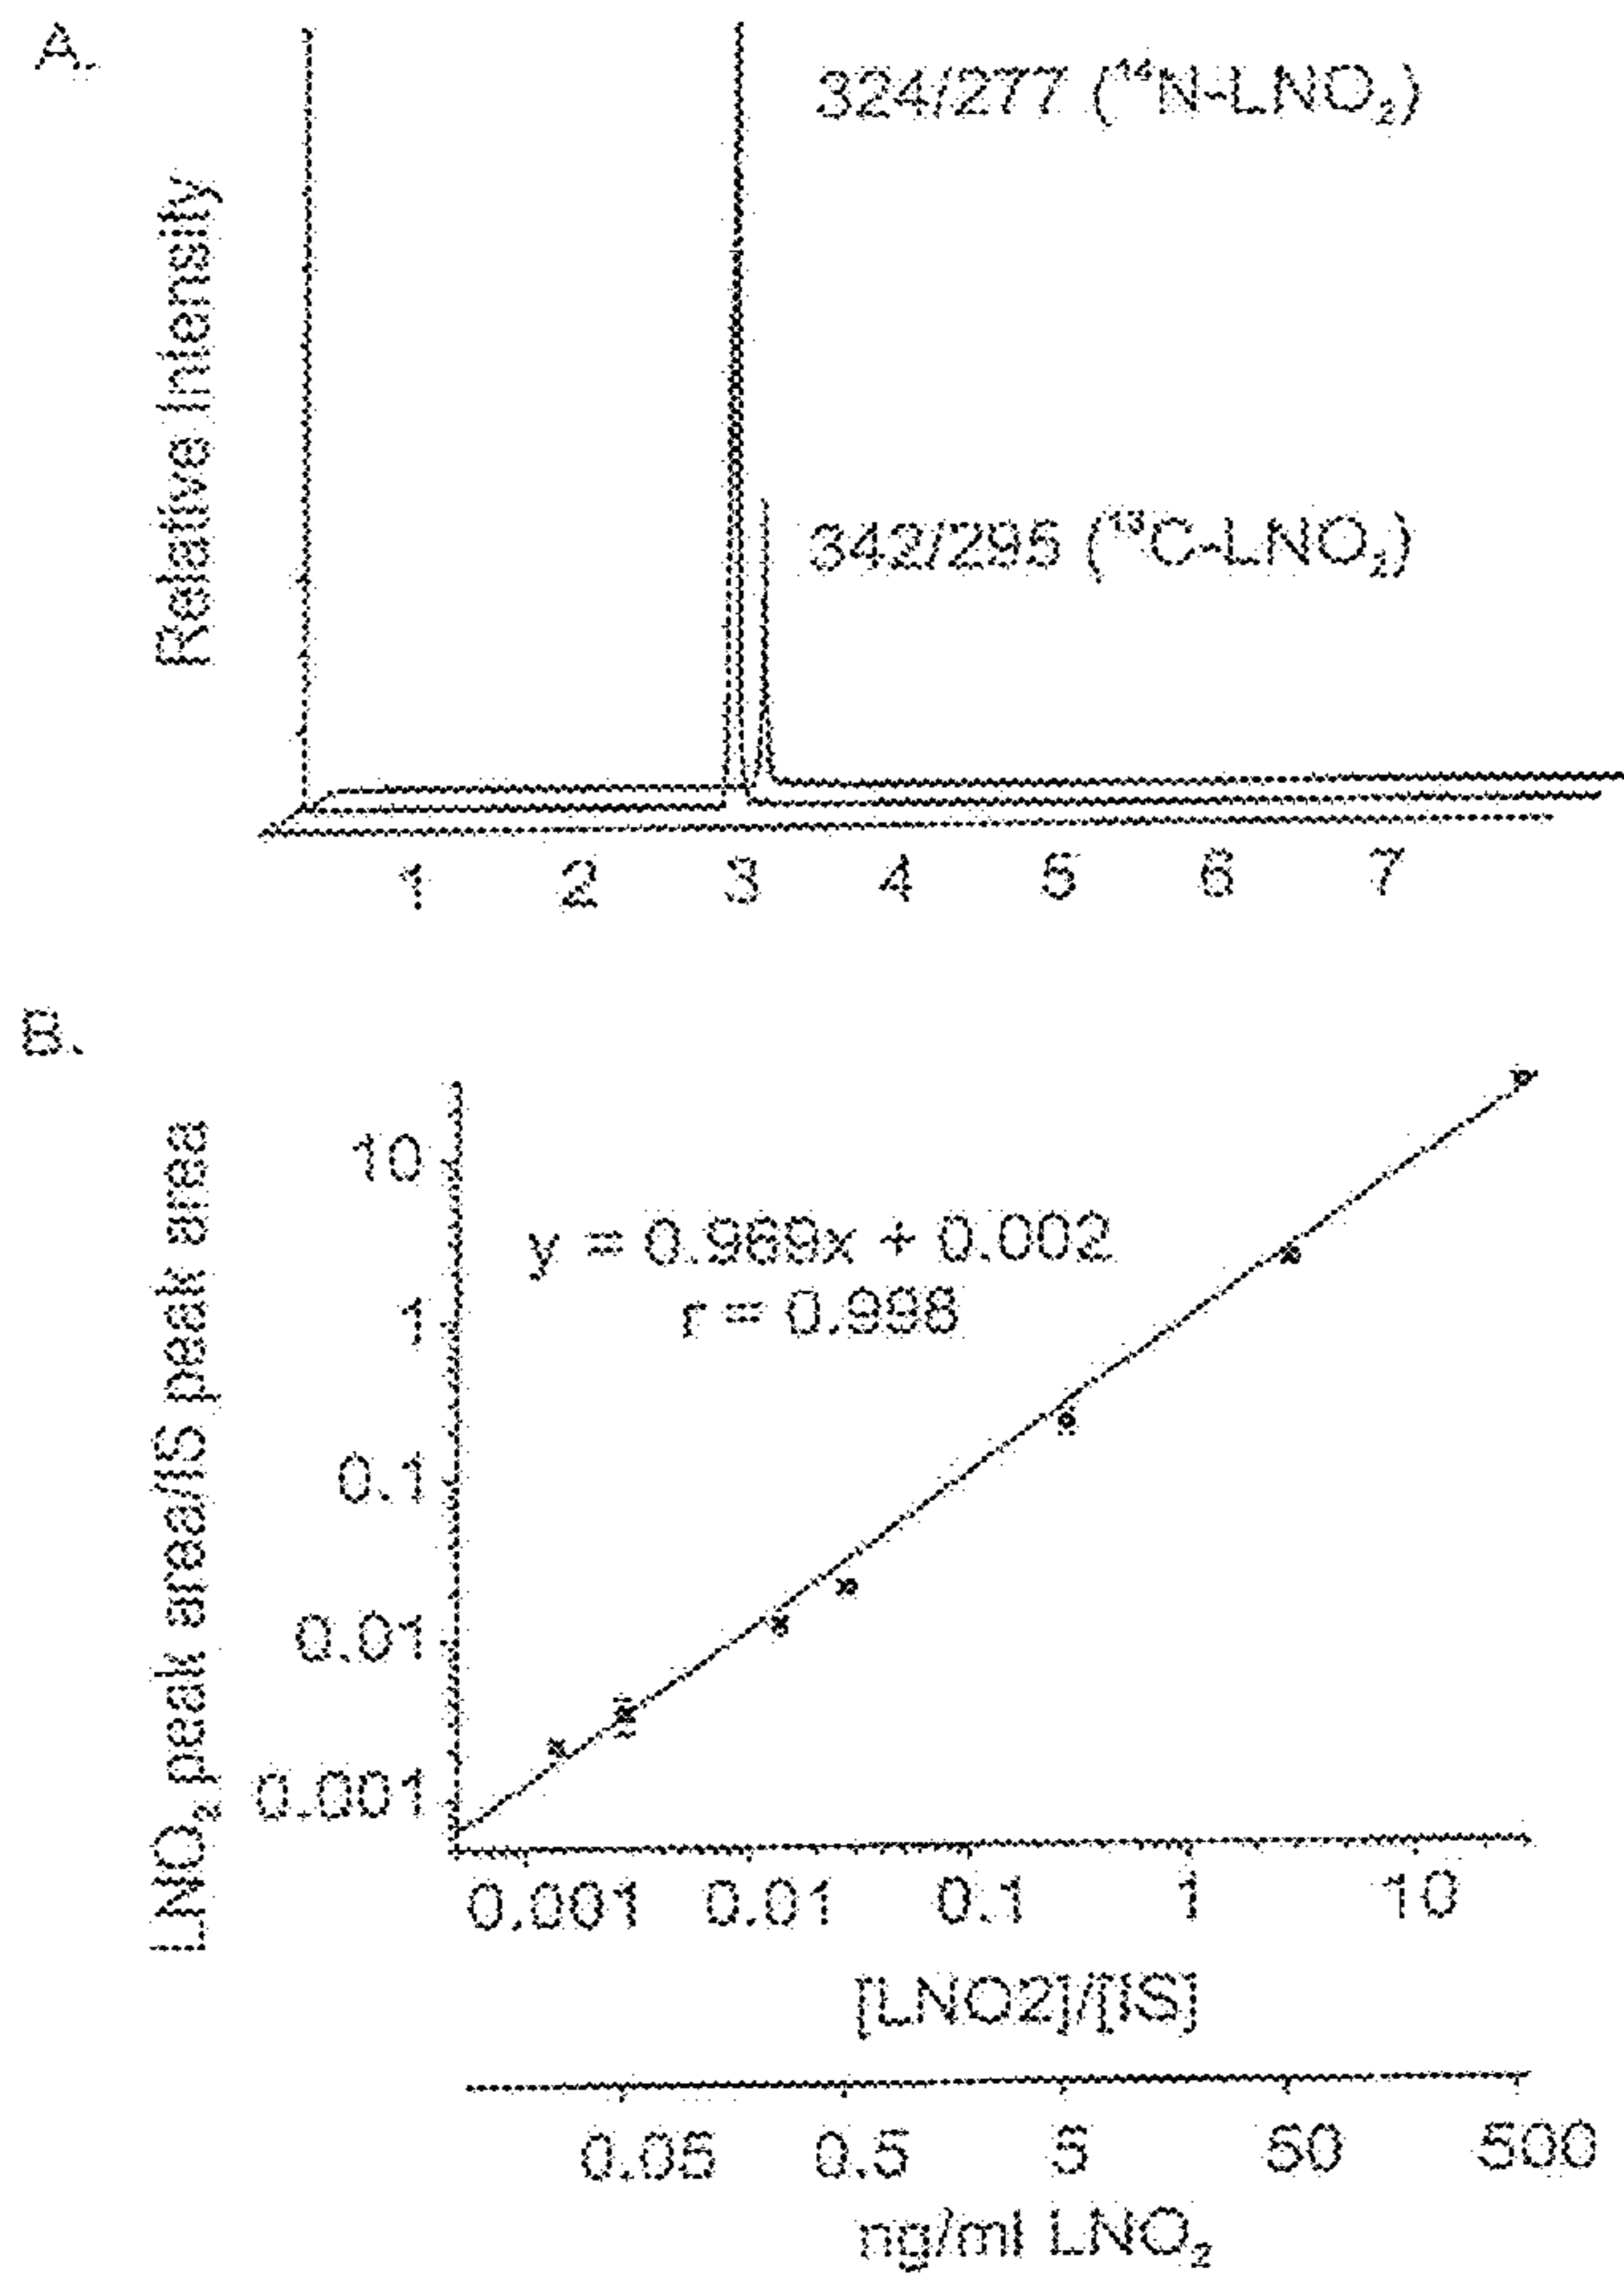 A.
Relative Intensity
324/277 (¹⁴N-LNO₂)
342/295 (¹³C-LNO₂)
1 2 3 4 5 6 7
B.
LNO₂ peak area/IS peak area
10
1
0.1
0.01
0.001
y = 0.969x + 0.002
r = 0.998
0.001 0.01 0.1 1 10
[LNO2]/[IS]
0.05 0.5 5 50 500
ng/ml LNO₂